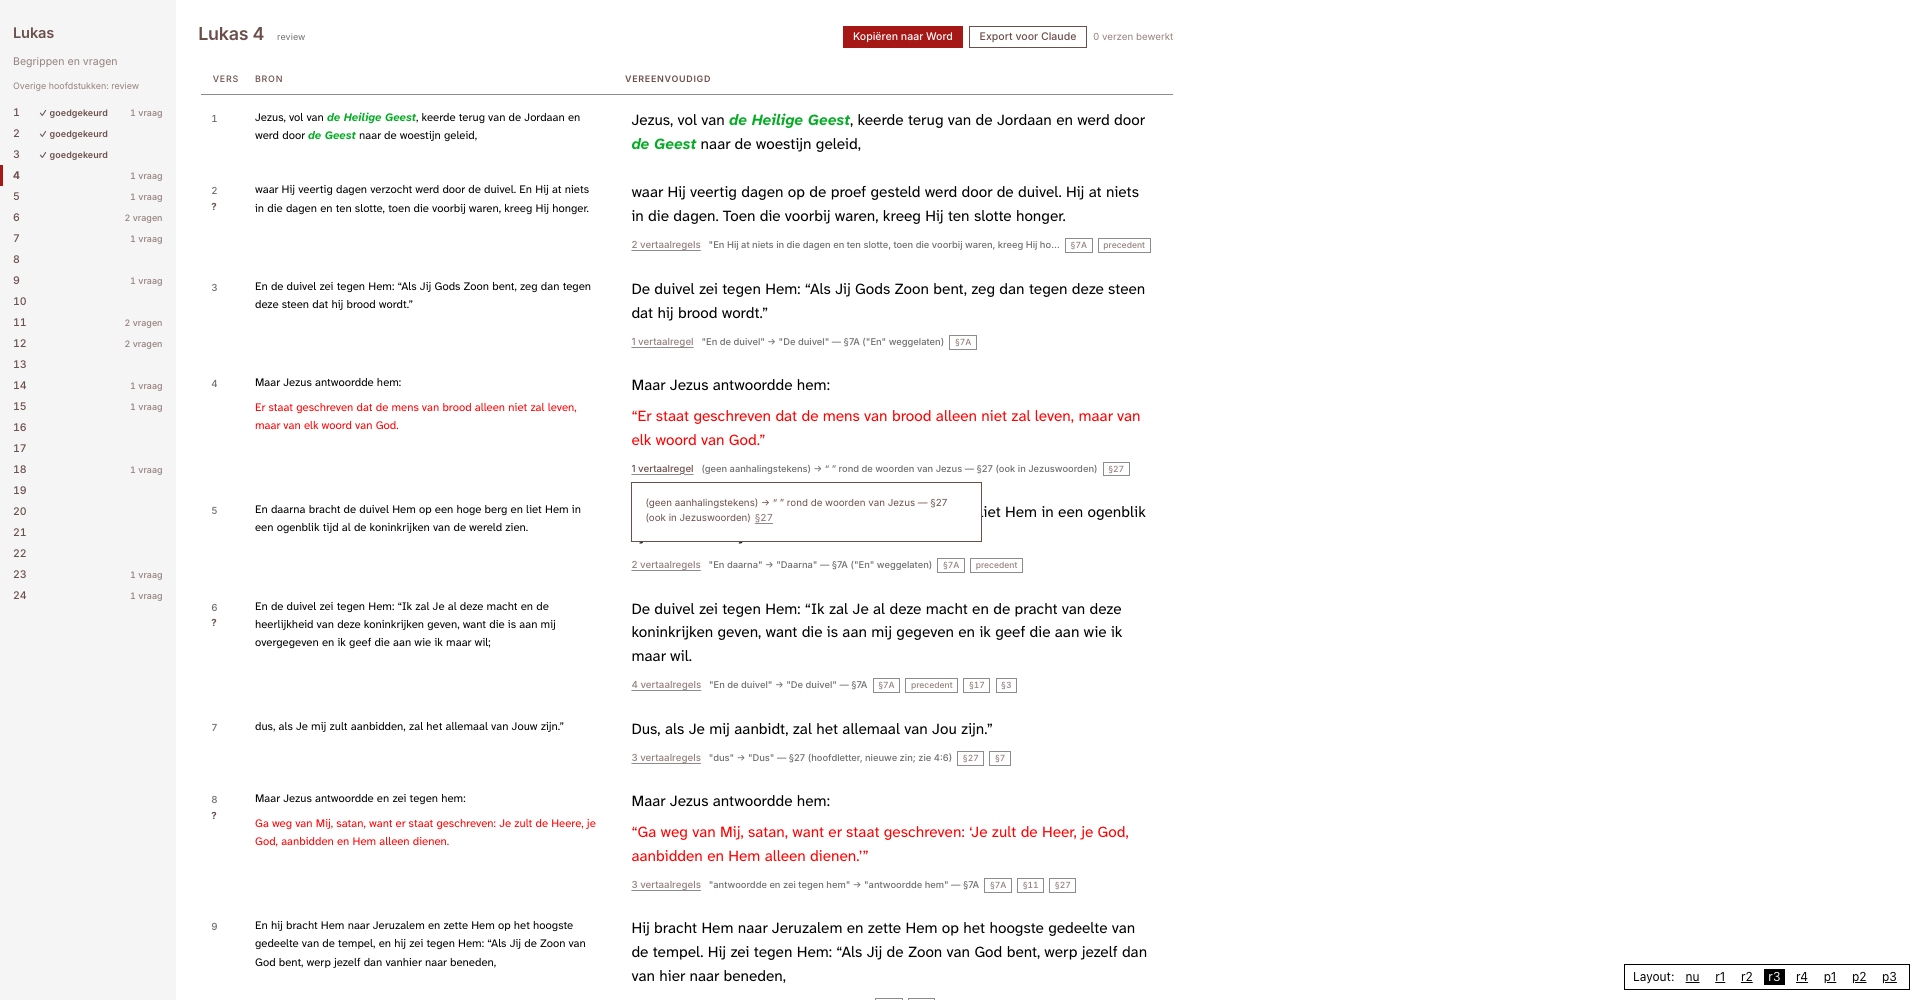 Lukas
Begrippen en vragen
Overige hoofdstukken: review
1 ✓ goedgekeurd 1 vraag
2 ✓ goedgekeurd
3 ✓ goedgekeurd
4 1 vraag
5 1 vraag
6 2 vragen
7 1 vraag
8
9 1 vraag
10
11 2 vragen
12 2 vragen
13
14 1 vraag
15 1 vraag
16
17
18 1 vraag
19
20
21
22
23 1 vraag
24 1 vraag
Lukas 4 review
Kopiëren naar Word Export voor Claude 0 verzen bewerkt
VERS BRON VEREENVOUDIGD
1
Jezus, vol van de Heilige Geest, keerde terug van de Jordaan en
werd door de Geest naar de woestijn geleid,
Jezus, vol van de Heilige Geest, keerde terug van de Jordaan en werd door
de Geest naar de woestijn geleid,
2
?
waar Hij veertig dagen verzocht werd door de duivel. En Hij at niets
in die dagen en ten slotte, toen die voorbij waren, kreeg Hij honger.
waar Hij veertig dagen op de proef gesteld werd door de duivel. Hij at niets
in die dagen. Toen die voorbij waren, kreeg Hij ten slotte honger.
2 vertaalregels "En Hij at niets in die dagen en ten slotte, toen die voorbij waren, kreeg Hij ho... §7A precedent
3
En de duivel zei tegen Hem: “Als Jij Gods Zoon bent, zeg dan tegen
deze steen dat hij brood wordt.”
De duivel zei tegen Hem: “Als Jij Gods Zoon bent, zeg dan tegen deze steen
dat hij brood wordt.”
1 vertaalregel "En de duivel" → "De duivel" — §7A ("En" weggelaten) §7A
4
Maar Jezus antwoordde hem:
Er staat geschreven dat de mens van brood alleen niet zal leven,
maar van elk woord van God.
Maar Jezus antwoordde hem:
“Er staat geschreven dat de mens van brood alleen niet zal leven, maar van
elk woord van God.”
1 vertaalregel (geen aanhalingstekens) → “ ” rond de woorden van Jezus — §27 (ook in Jezuswoorden) §27
(geen aanhalingstekens) → “ ” rond de woorden van Jezus — §27
(ook in Jezuswoorden) §27
5
En daarna bracht de duivel Hem op een hoge berg en liet Hem in
een ogenblik tijd al de koninkrijken van de wereld zien.
liet Hem in een ogenblik
2 vertaalregels "En daarna" → "Daarna" — §7A ("En" weggelaten) §7A precedent
6
?
En de duivel zei tegen Hem: “Ik zal Je al deze macht en de
heerlijkheid van deze koninkrijken geven, want die is aan mij
overgegeven en ik geef die aan wie ik maar wil;
De duivel zei tegen Hem: “Ik zal Je al deze macht en de pracht van deze
koninkrijken geven, want die is aan mij gegeven en ik geef die aan wie ik
maar wil.
4 vertaalregels "En de duivel" → "De duivel" — §7A §7A precedent §17 §3
7
dus, als Je mij zult aanbidden, zal het allemaal van Jouw zijn.”
Dus, als Je mij aanbidt, zal het allemaal van Jou zijn.”
3 vertaalregels "dus" → "Dus" — §27 (hoofdletter, nieuwe zin; zie 4:6) §27 §7
8
?
Maar Jezus antwoordde en zei tegen hem:
Ga weg van Mij, satan, want er staat geschreven: Je zult de Heere, je
God, aanbidden en Hem alleen dienen.
Maar Jezus antwoordde hem:
“Ga weg van Mij, satan, want er staat geschreven: ‘Je zult de Heer, je God,
aanbidden en Hem alleen dienen.’”
3 vertaalregels "antwoordde en zei tegen hem" → "antwoordde hem" — §7A §7A §11 §27
9
En hij bracht Hem naar Jeruzalem en zette Hem op het hoogste
gedeelte van de tempel, en hij zei tegen Hem: “Als Jij de Zoon van
God bent, werp jezelf dan vanhier naar beneden,
Hij bracht Hem naar Jeruzalem en zette Hem op het hoogste gedeelte van
de tempel. Hij zei tegen Hem: “Als Jij de Zoon van God bent, werp jezelf dan
van hier naar beneden,
Layout: nu r1 r2 r3 r4 p1 p2 p3